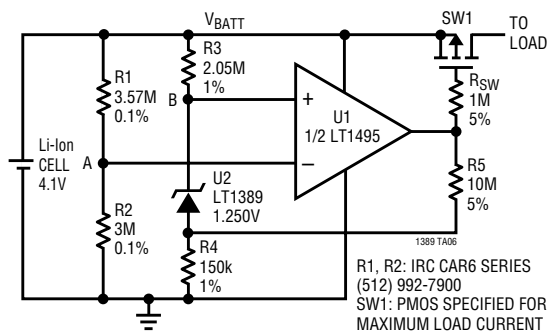 V_BATT
SW1
TO
LOAD
R3
2.05M
1%
R1
3.57M
0.1%
B
R_SW
1M
5%
+
U1
1/2 LT1495
−
Li-Ion
CELL
4.1V
A
U2
LT1389
1.250V
R5
10M
5%
R2
3M
0.1%
R4
150k
1%
1389 TA06
R1, R2: IRC CAR6 SERIES
(512) 992-7900
SW1: PMOS SPECIFIED FOR
MAXIMUM LOAD CURRENT